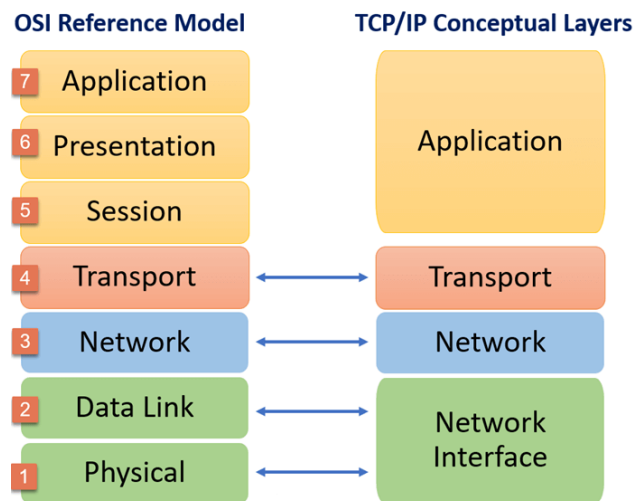 OSI Reference Model
TCP/IP Conceptual Layers
7 Application
6 Presentation
5 Session
Application
4 Transport
Transport
3 Network
Network
2 Data Link
1 Physical
Network
Interface